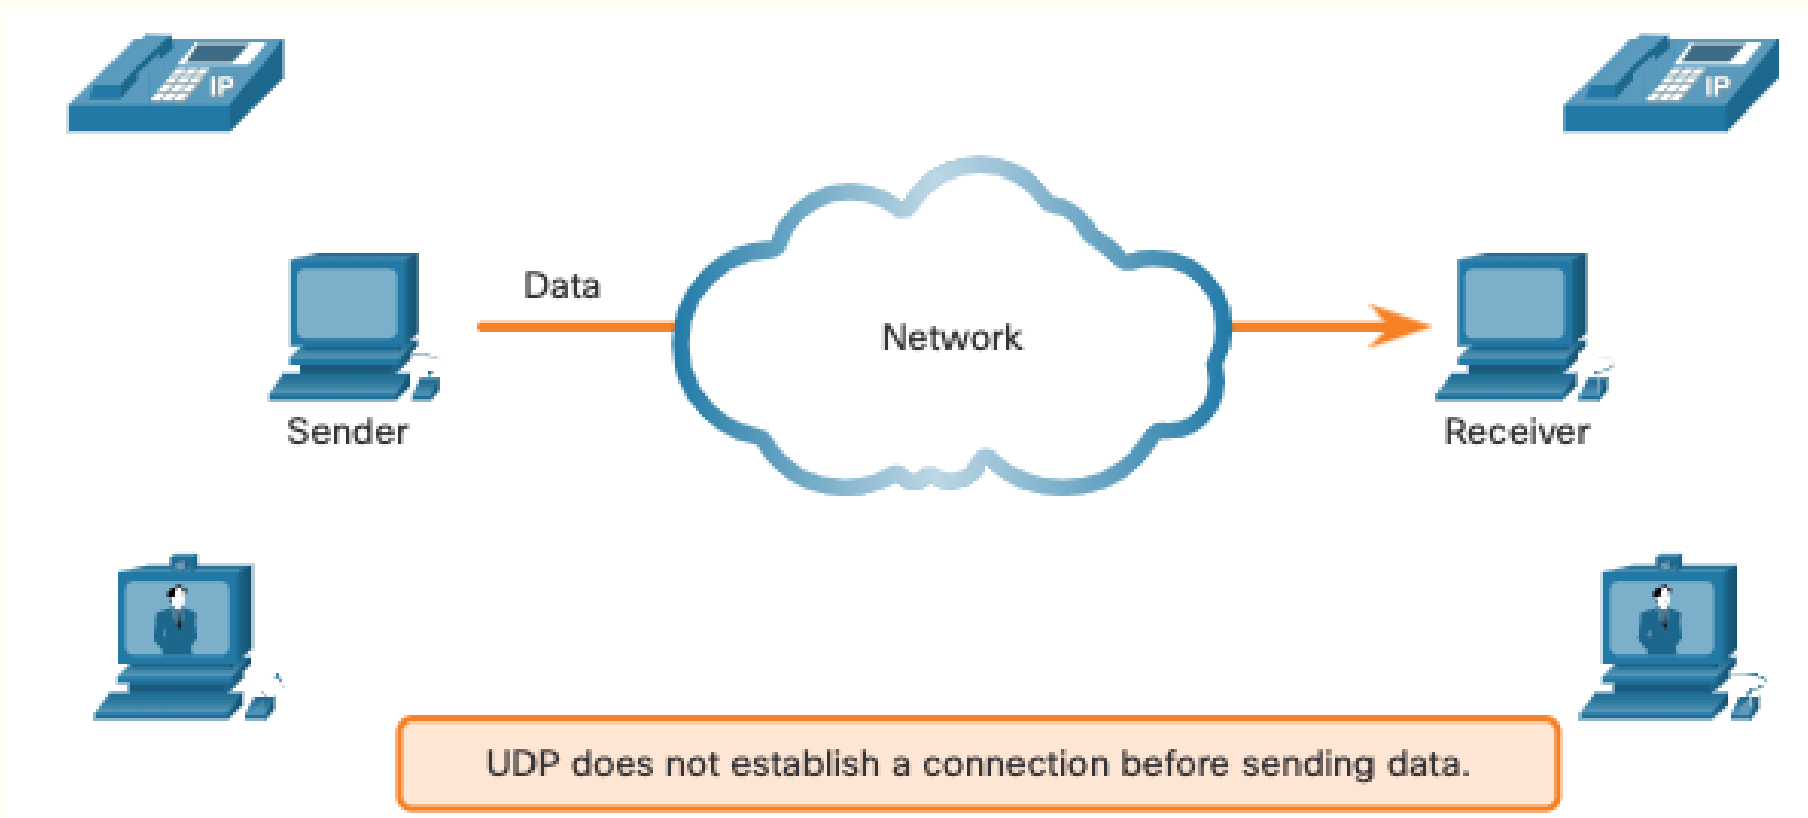 IP
IP
Data
Network
Sender
Receiver
UDP does not establish a connection before sending data.